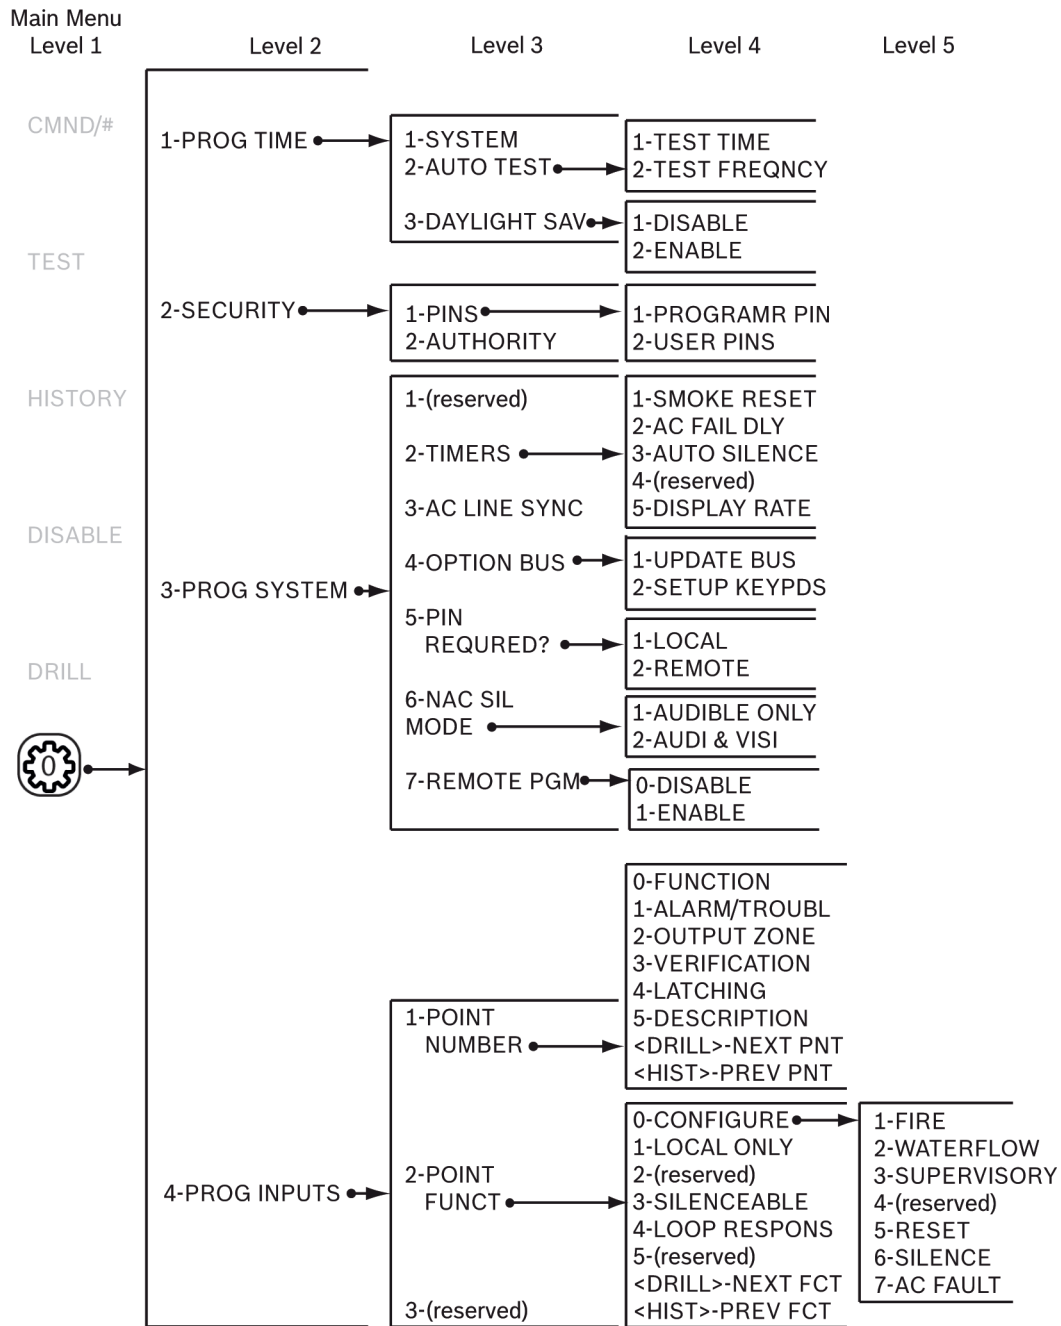 Main Menu
Level 1
Level 2
Level 3
Level 4
Level 5
CMND/#
TEST
HISTORY
DISABLE
DRILL
0
1-PROG TIME
1-SYSTEM
2-AUTO TEST
1-TEST TIME
2-TEST FREQNCY
3-DAYLIGHT SAV
1-DISABLE
2-ENABLE
2-SECURITY
1-PINS
2-AUTHORITY
1-PROGRAMR PIN
2-USER PINS
3-PROG SYSTEM
1-(reserved)
2-TIMERS
1-SMOKE RESET
2-AC FAIL DLY
3-AUTO SILENCE
4-(reserved)
5-DISPLAY RATE
3-AC LINE SYNC
4-OPTION BUS
1-UPDATE BUS
2-SETUP KEYPDS
5-PIN
REQURED?
1-LOCAL
2-REMOTE
6-NAC SIL
MODE
1-AUDIBLE ONLY
2-AUDI & VISI
7-REMOTE PGM
0-DISABLE
1-ENABLE
4-PROG INPUTS
1-POINT
NUMBER
0-FUNCTION
1-ALARM/TROUBL
2-OUTPUT ZONE
3-VERIFICATION
4-LATCHING
5-DESCRIPTION
<DRILL>-NEXT PNT
<HIST>-PREV PNT
2-POINT
FUNCT
0-CONFIGURE
1-LOCAL ONLY
2-(reserved)
3-SILENCEABLE
4-LOOP RESPONS
5-(reserved)
<DRILL>-NEXT FCT
<HIST>-PREV FCT
1-FIRE
2-WATERFLOW
3-SUPERVISORY
4-(reserved)
5-RESET
6-SILENCE
7-AC FAULT
3-(reserved)